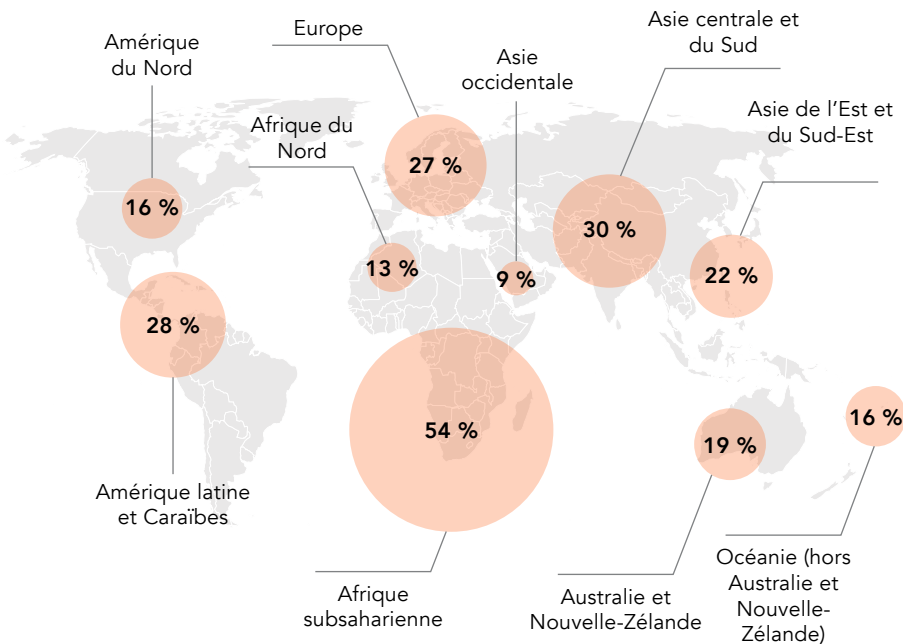 Amérique
du Nord
16 %
Europe
27 %
Afrique du
Nord
13 %
Asie
occidentale
9 %
Asie centrale et
du Sud
30 %
Asie de l’Est et
du Sud-Est
22 %
28 %
Amérique latine
et Caraïbes
54 %
Afrique
subsaharienne
19 %
Australie et
Nouvelle-Zélande
16 %
Océanie (hors
Australie et
Nouvelle-
Zélande)